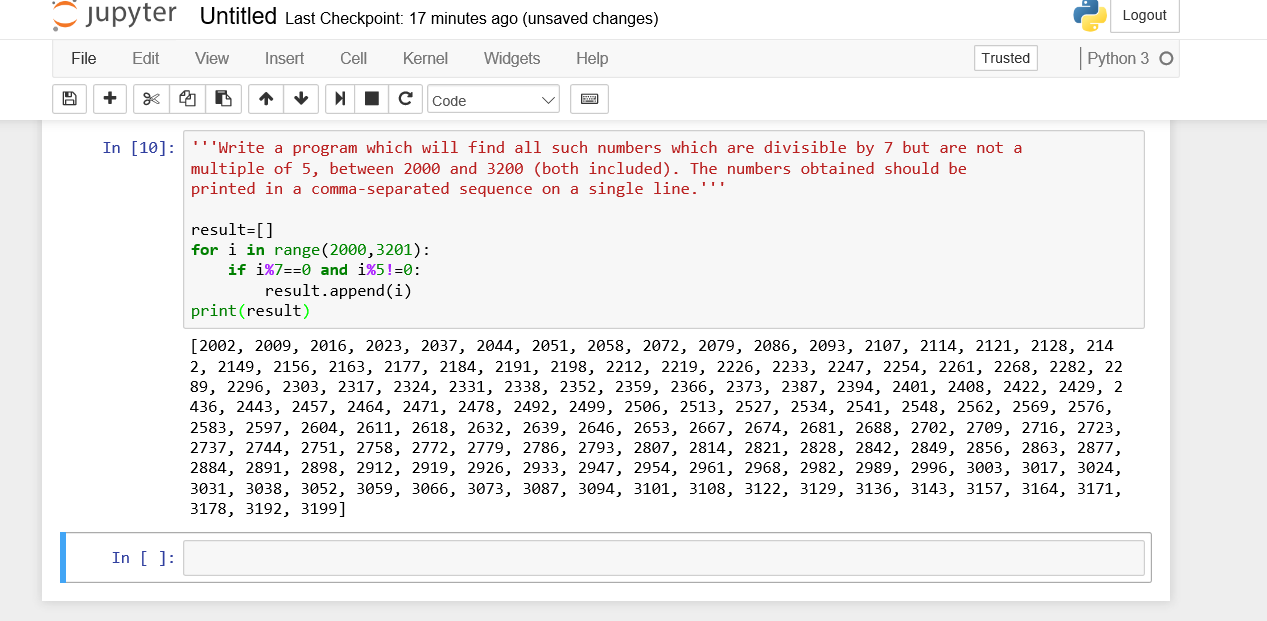 jupyter Untitled Last Checkpoint: 17 minutes ago (unsaved changes) Logout
File Edit View Insert Cell Kernel Widgets Help Trusted Python 3
Code
In [10]: '''Write a program which will find all such numbers which are divisible by 7 but are not a
multiple of 5, between 2000 and 3200 (both included). The numbers obtained should be
printed in a comma-separated sequence on a single line.'''
result=[]
for i in range(2000,3201):
    if i%7==0 and i%5!=0:
        result.append(i)
print(result)
[2002, 2009, 2016, 2023, 2037, 2044, 2051, 2058, 2072, 2079, 2086, 2093, 2107, 2114, 2121, 2128, 214
2, 2149, 2156, 2163, 2177, 2184, 2191, 2198, 2212, 2219, 2226, 2233, 2247, 2254, 2261, 2268, 2282, 22
89, 2296, 2303, 2317, 2324, 2331, 2338, 2352, 2359, 2366, 2373, 2387, 2394, 2401, 2408, 2422, 2429, 2
436, 2443, 2457, 2464, 2471, 2478, 2492, 2499, 2506, 2513, 2527, 2534, 2541, 2548, 2562, 2569, 2576,
2583, 2597, 2604, 2611, 2618, 2632, 2639, 2646, 2653, 2667, 2674, 2681, 2688, 2702, 2709, 2716, 2723,
2737, 2744, 2751, 2758, 2772, 2779, 2786, 2793, 2807, 2814, 2821, 2828, 2842, 2849, 2856, 2863, 2877,
2884, 2891, 2898, 2912, 2919, 2926, 2933, 2947, 2954, 2961, 2968, 2982, 2989, 2996, 3003, 3017, 3024,
3031, 3038, 3052, 3059, 3066, 3073, 3087, 3094, 3101, 3108, 3122, 3129, 3136, 3143, 3157, 3164, 3171,
3178, 3192, 3199]
In [ ]: